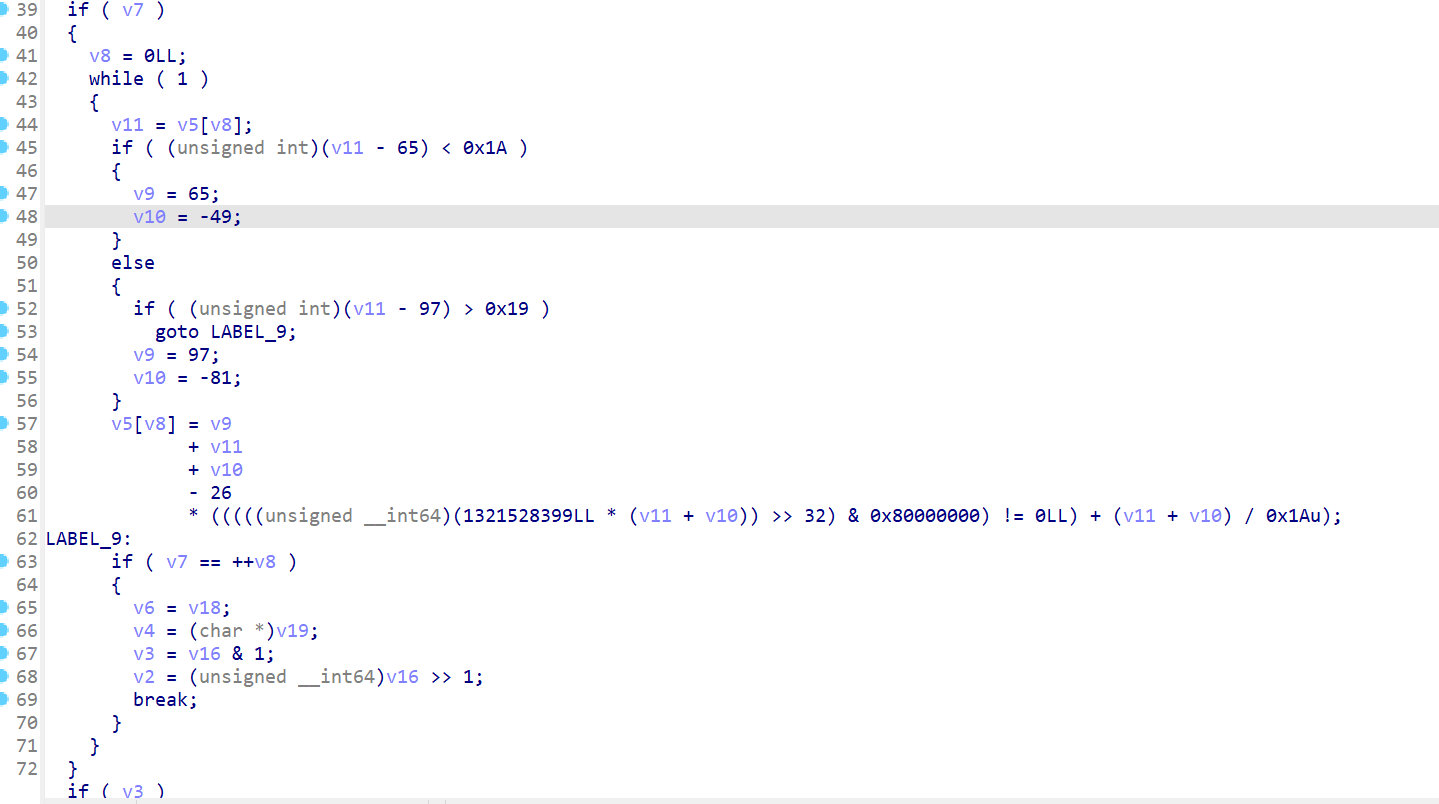 39 if ( v7 )
40 {
41 v8 = 0LL;
42 while ( 1 )
43 {
44 v11 = v5[v8];
45 if ( (unsigned int)(v11 - 65) < 0x1A )
46 {
47 v9 = 65;
48 v10 = -49;
49 }
50 else
51 {
52 if ( (unsigned int)(v11 - 97) > 0x19 )
53 goto LABEL_9;
54 v9 = 97;
55 v10 = -81;
56 }
57 v5[v8] = v9
58 + v11
59 + v10
60 - 26
61 * (((((unsigned __int64)(1321528399LL * (v11 + v10)) >> 32) & 0x80000000) != 0LL) + (v11 + v10) / 0x1Au);
62 LABEL_9:
63 if ( v7 == ++v8 )
64 {
65 v6 = v18;
66 v4 = (char *)v19;
67 v3 = v16 & 1;
68 v2 = (unsigned __int64)v16 >> 1;
69 break;
70 }
71 }
72 }
if ( v3 )